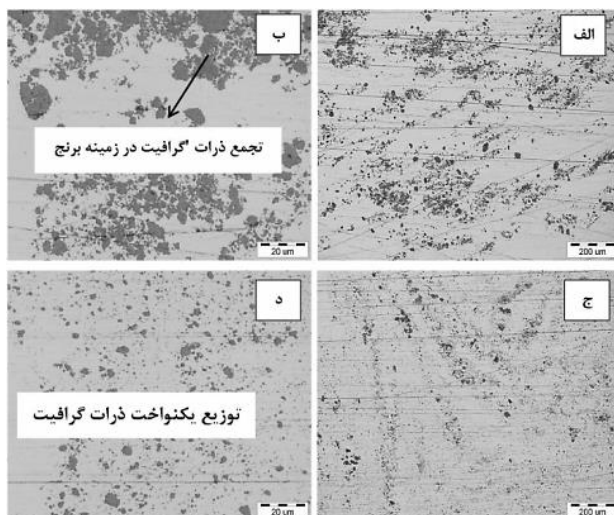 الف
ب
تجمع ذرات 'گرافیت در زمینه برنج
200 um
20 um
ج
د
توزیع یکنواخت ذرات گرافیت
200 um
20 um